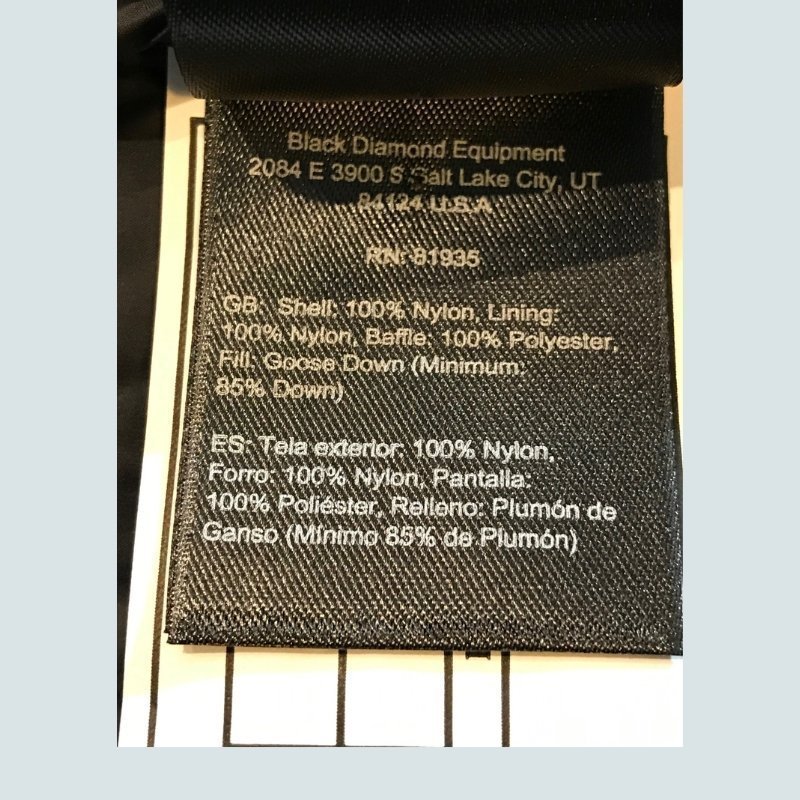 Black Diamond Equipment
2084 E 3900 S Salt Lake City, UT
84124 U.S.A
RN: 81935
GB: Shell: 100% Nylon, Lining:
100% Nylon, Baffle: 100% Polyester,
Fill: Goose Down (Minimum:
85% Down)
ES: Tela exterior: 100% Nylon,
Forro: 100% Nylon, Pantalla:
100% Poliéster, Relleno: Plumón de
Ganso (Mínimo 85% de Plumón)